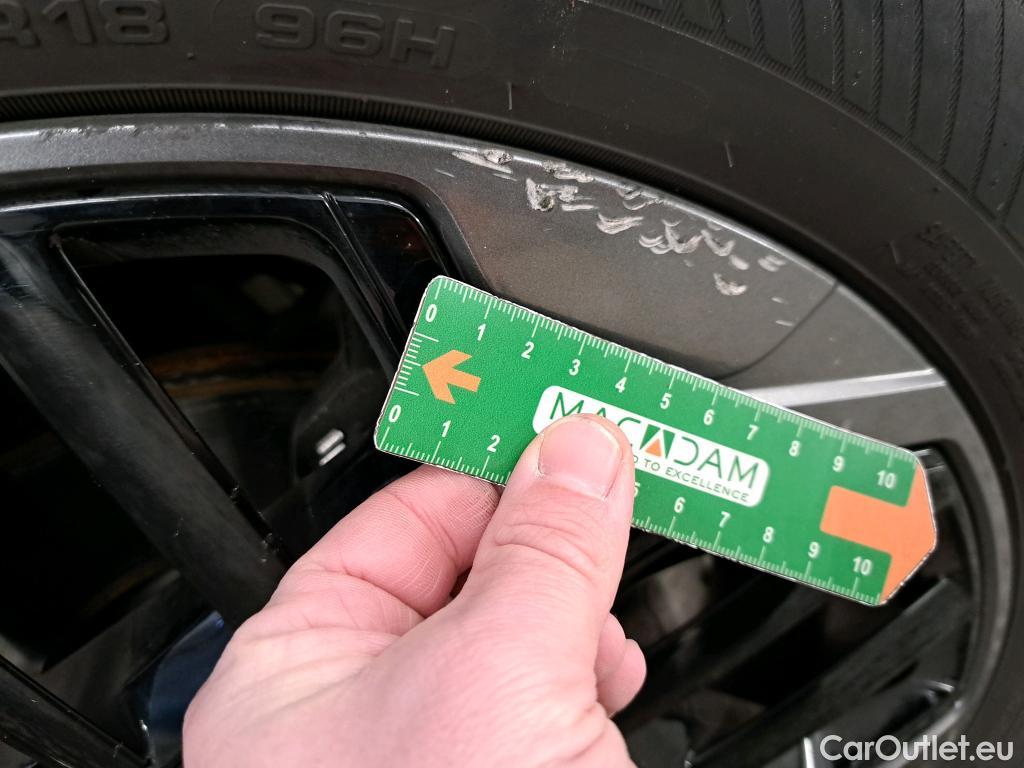 R18 96H
0 1 2 3 4 5 6 7 8 9 10
MACADAM
TO EXCELLENCE
0 1 2 5 6 7 8 9 10
CarOutlet.eu